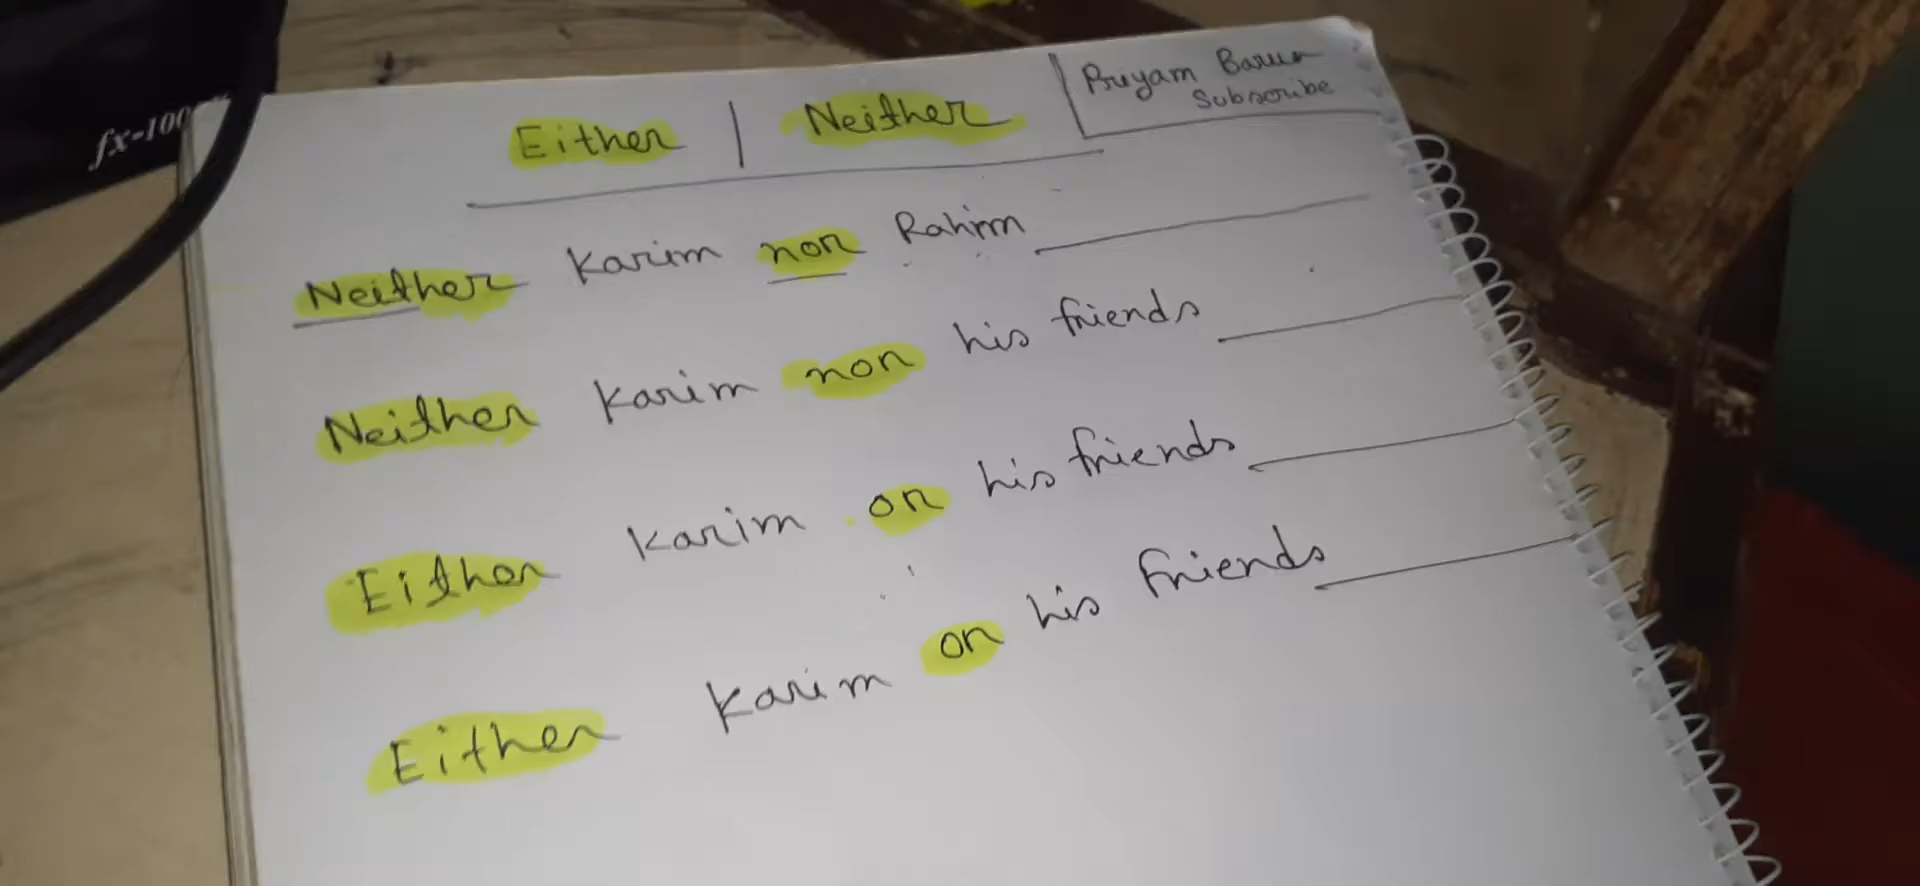 fx-100
Either | Neither
Priyam Barua
Subscribe
Neither Karim nor Rahim
Neither Karim nor his friends
Either Karim or his friends
Either Karim or his friends